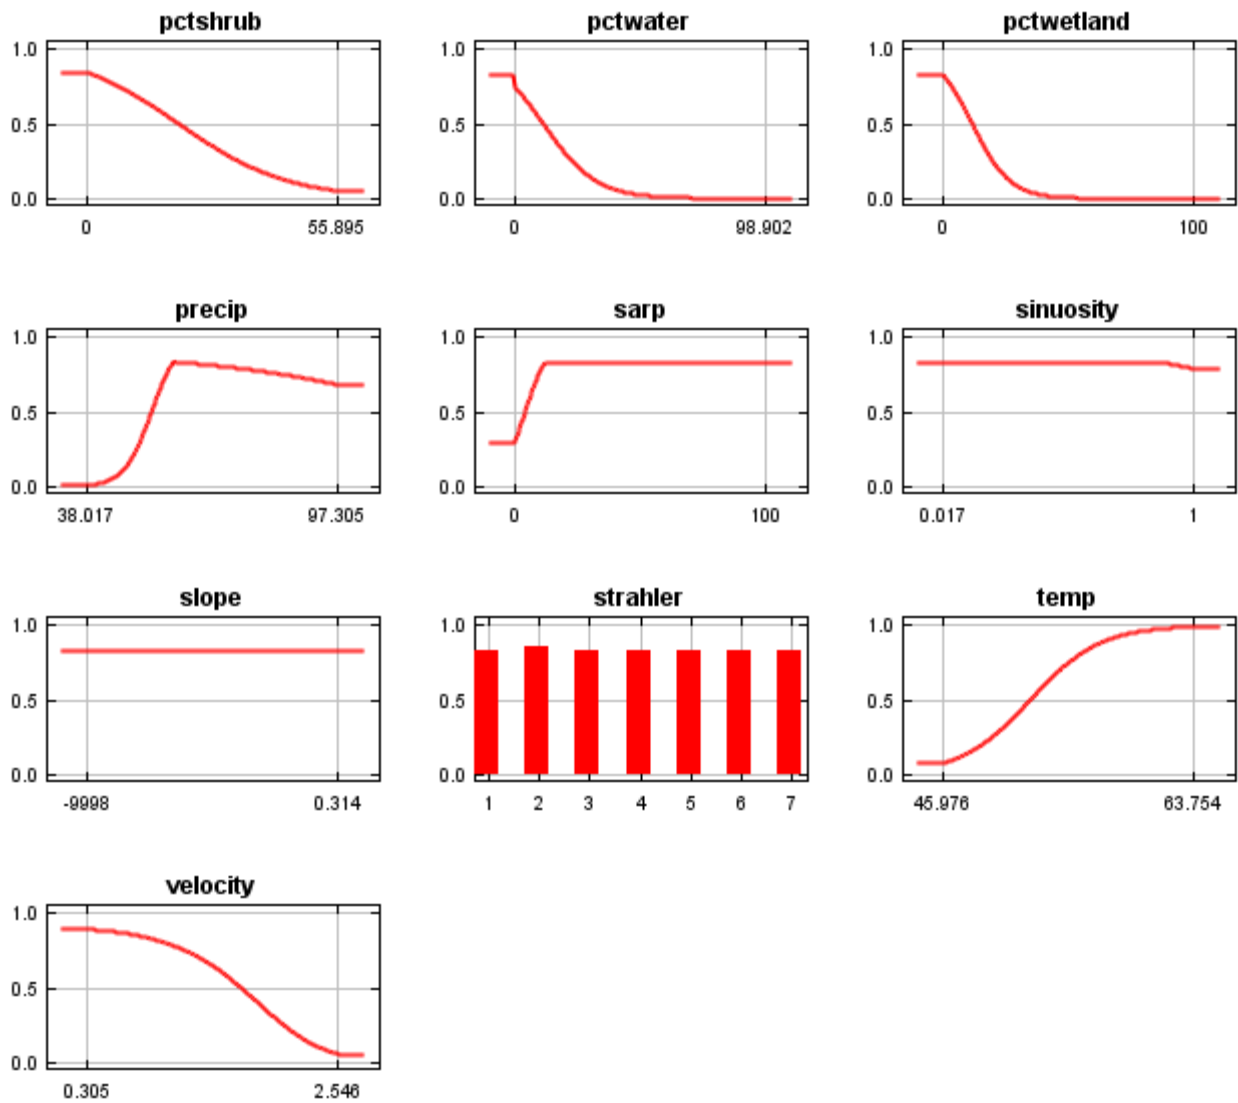 pctshrub pctwater pctwetland
1.0 1.0 1.0
0.5 0.5 0.5
0.0 0.0 0.0
0 55.895 0 98.902 0 100
precip sarp sinuosity
1.0 1.0 1.0
0.5 0.5 0.5
0.0 0.0 0.0
38.017 97.305 0 100 0.017 1
slope strahler temp
1.0 1.0 1.0
0.5 0.5 0.5
0.0 0.0 0.0
-9998 0.314 1 2 3 4 5 6 7 45.976 63.754
velocity
1.0
0.5
0.0
0.305 2.546